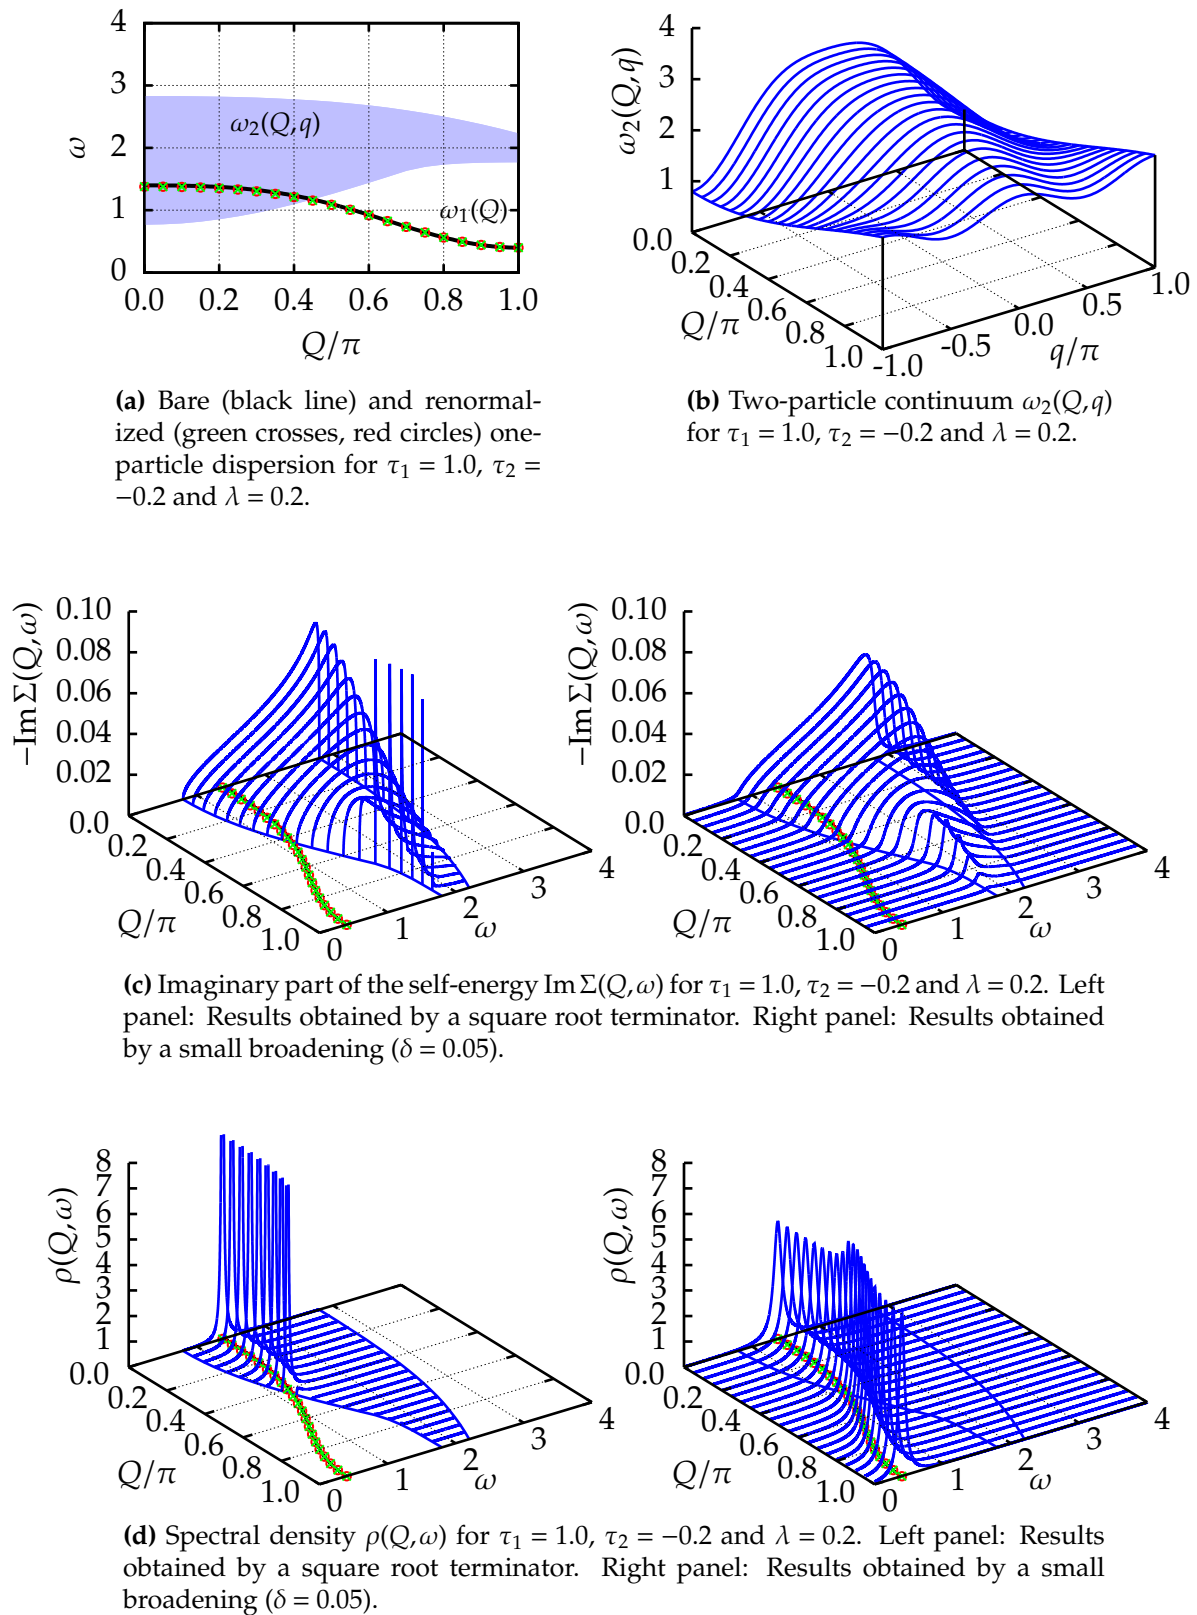 4
3
2
1
0
ω
ω₂(Q,q)
ω₁(Q)
0.0 0.2 0.4 0.6 0.8 1.0
Q/π
(a) Bare (black line) and renormal-
ized (green crosses, red circles) one-
particle dispersion for τ₁ = 1.0, τ₂ =
−0.2 and λ = 0.2.
4
3
2
1
0.0
ω₂(Q,q)
0.2
0.4
0.6
0.8
1.0
Q/π
-1.0
-0.5
0.0
0.5
1.0
q/π
(b) Two-particle continuum ω₂(Q,q)
for τ₁ = 1.0, τ₂ = −0.2 and λ = 0.2.
−Im Σ(Q,ω)
0.10
0.08
0.06
0.04
0.02
0.0
0.2
0.4
0.6
0.8
1.0
Q/π
0
1
2
3
4
ω
−Im Σ(Q,ω)
0.10
0.08
0.06
0.04
0.02
0.0
0.2
0.4
0.6
0.8
1.0
Q/π
0
1
2
3
4
ω
(c) Imaginary part of the self-energy Im Σ(Q,ω) for τ₁ = 1.0, τ₂ = −0.2 and λ = 0.2. Left
panel: Results obtained by a square root terminator. Right panel: Results obtained
by a small broadening (δ = 0.05).
ρ(Q,ω)
8
7
6
5
4
3
2
1
0.0
0.2
0.4
0.6
0.8
1.0
Q/π
0
1
2
3
4
ω
ρ(Q,ω)
8
7
6
5
4
3
2
1
0.0
0.2
0.4
0.6
0.8
1.0
Q/π
0
1
2
3
4
ω
(d) Spectral density ρ(Q,ω) for τ₁ = 1.0, τ₂ = −0.2 and λ = 0.2. Left panel: Results
obtained by a square root terminator. Right panel: Results obtained by a small
broadening (δ = 0.05).